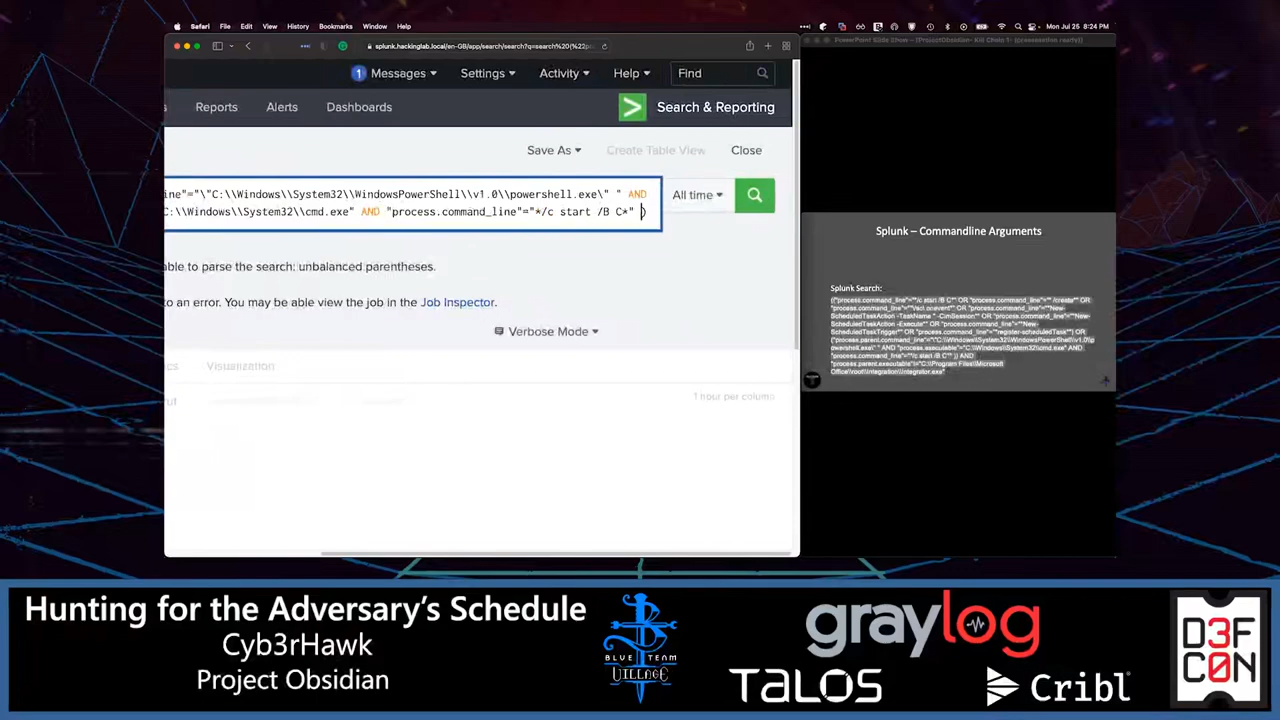 Safari File Edit View History Bookmarks Window Help
Mon Jul 25 8:24 PM
splunk.hackinglab.local/en-GB/app/search/search?q=search%20(%22pr
1 Messages Settings Activity Help Find
Reports Alerts Dashboards
> Search & Reporting
Save As Create Table View Close
ine"="\"C:\\Windows\\System32\\WindowsPowerShell\\v1.0\\powershell.exe\" " AND
C:\\Windows\\System32\\cmd.exe" AND "process.command_line"="*/c start /B C*" )
All time
able to parse the search: unbalanced parentheses.
to an error. You may be able view the job in the Job Inspector.
Verbose Mode
cs Visualization
ut
1 hour per column
Splunk – Commandline Arguments
Splunk Search:
Hunting for the Adversary's Schedule
Cyb3rHawk
Project Obsidian
BLUE TEAM
VILLAGE
graylog
TALOS
Cribl
D3F
C0N